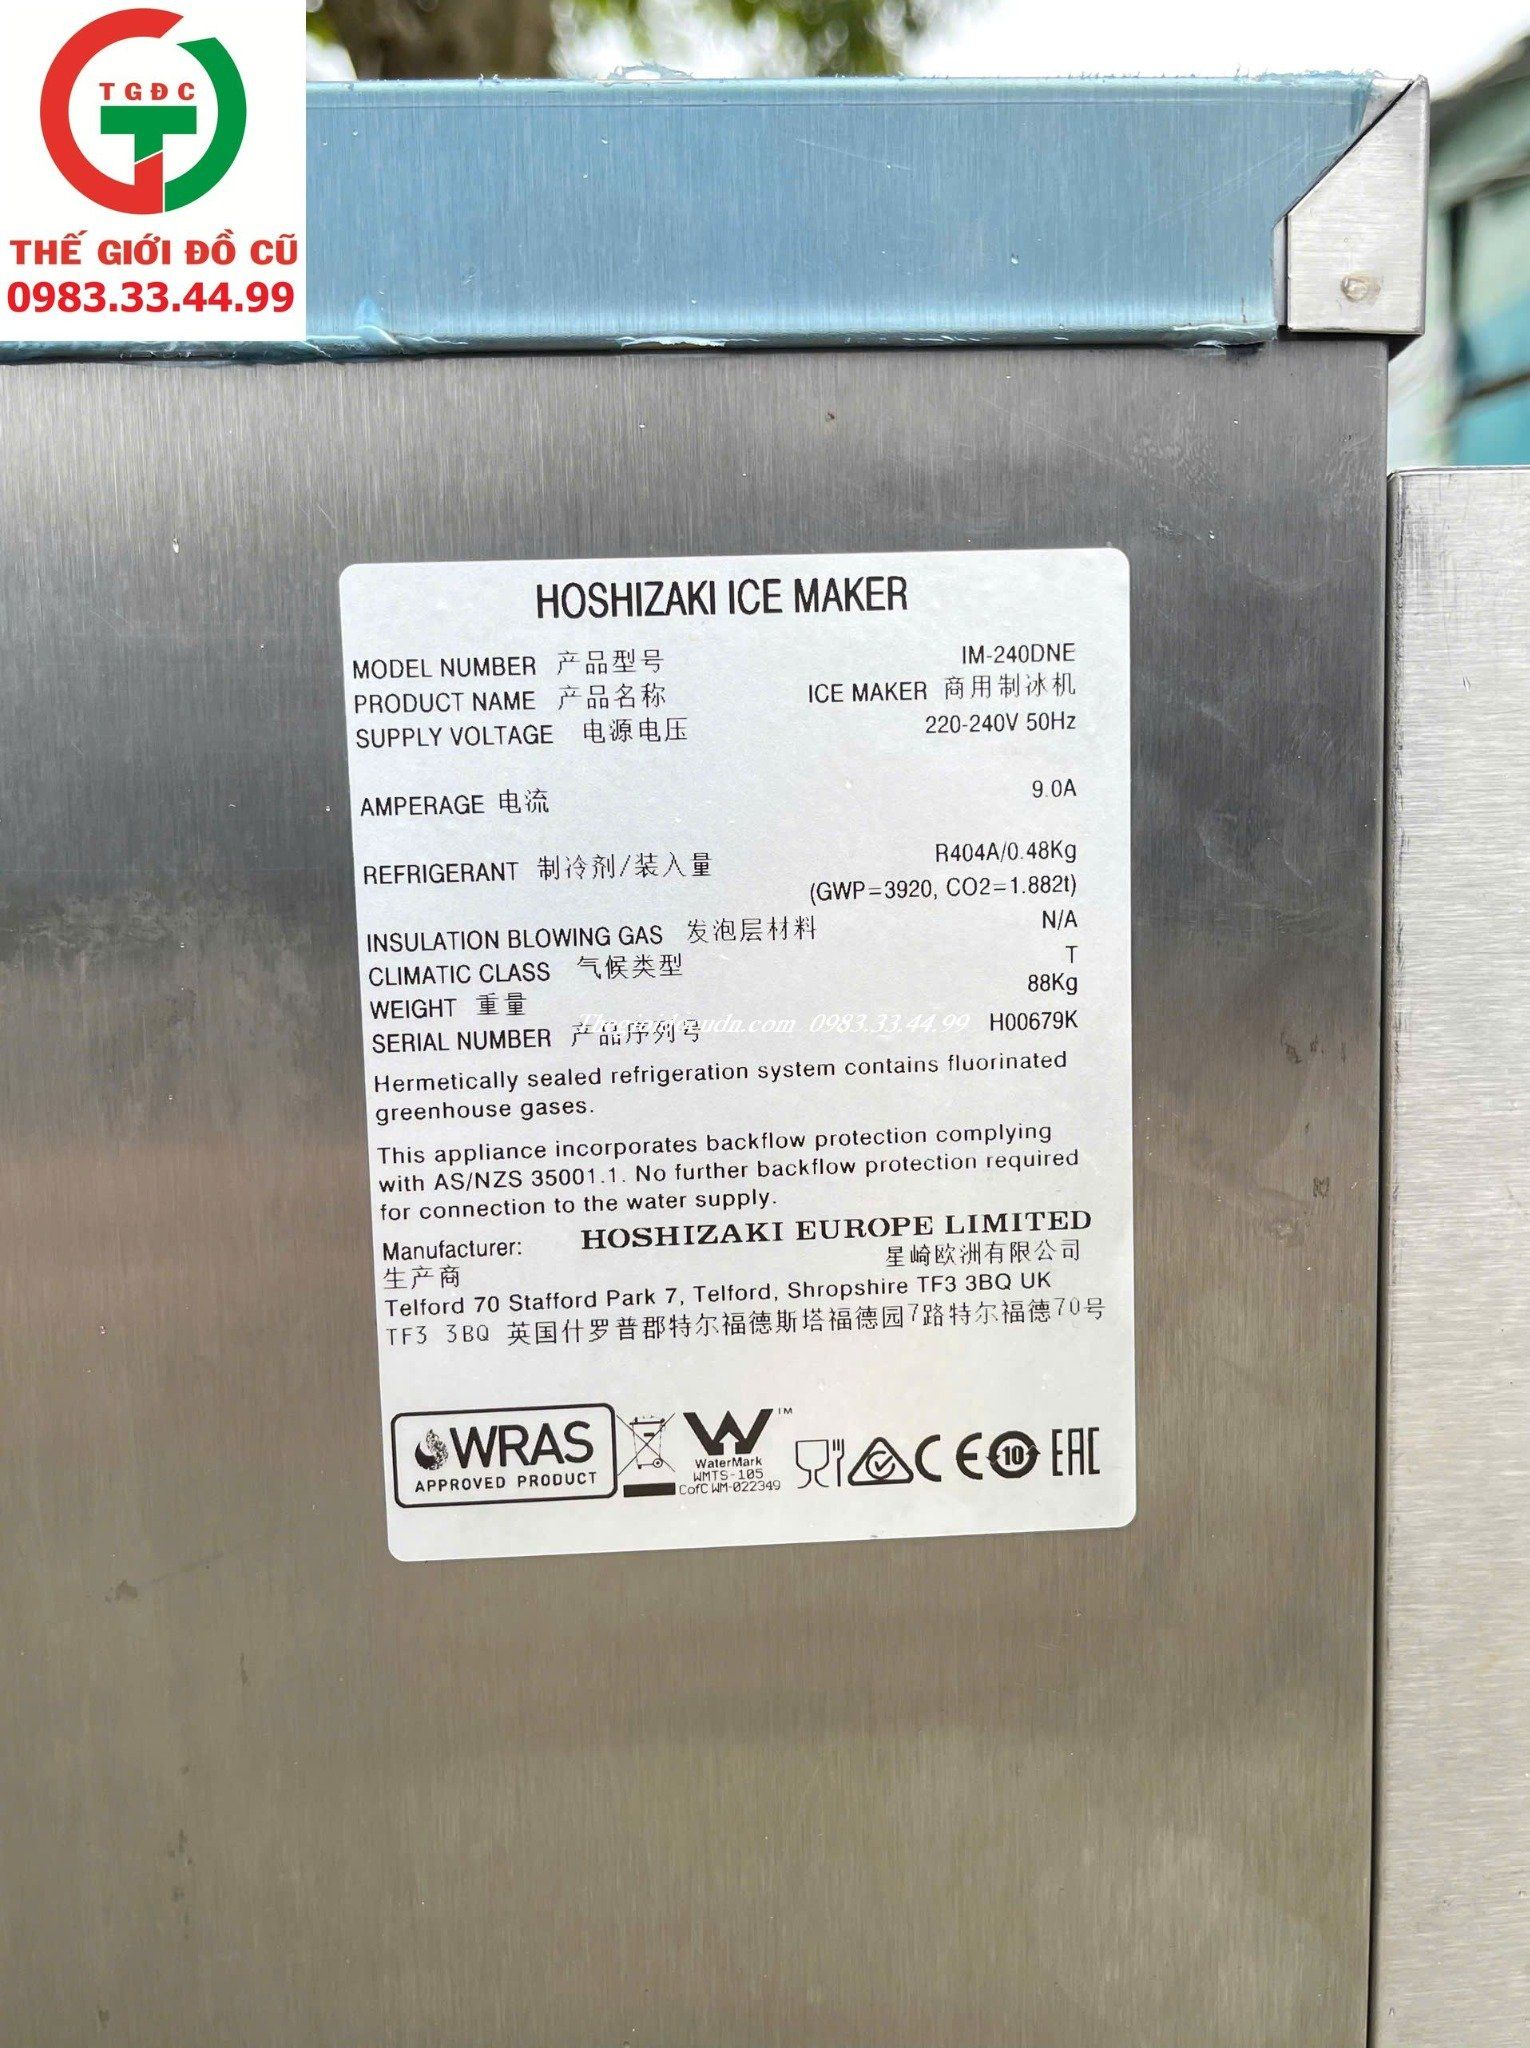 TGĐC
THẾ GIỚI ĐỒ CŨ
0983.33.44.99
HOSHIZAKI ICE MAKER
MODEL NUMBER 产品型号 IM-240DNE
PRODUCT NAME 产品名称 ICE MAKER 商用制冰机
SUPPLY VOLTAGE 电源电压 220-240V 50Hz
AMPERAGE 电流 9.0A
REFRIGERANT 制冷剂/装入量 R404A/0.48Kg
(GWP=3920, CO2=1.882t)
INSULATION BLOWING GAS 发泡层材料 N/A
CLIMATIC CLASS 气候类型 T
WEIGHT 重量 88Kg
SERIAL NUMBER 产品序列号 H00679K
0983.33.44.99
Hermetically sealed refrigeration system contains fluorinated
greenhouse gases.
This appliance incorporates backflow protection complying
with AS/NZS 35001.1. No further backflow protection required
for connection to the water supply.
Manufacturer: HOSHIZAKI EUROPE LIMITED
生产商 星崎欧洲有限公司
Telford 70 Stafford Park 7, Telford, Shropshire TF3 3BQ UK
TF3 3BQ 英国什罗普郡特尔福德斯塔福德园7路特尔福德70号
WRAS
APPROVED PRODUCT
TM
WaterMark
WMTS-105
CofC WM-022349
CE
10
EAC